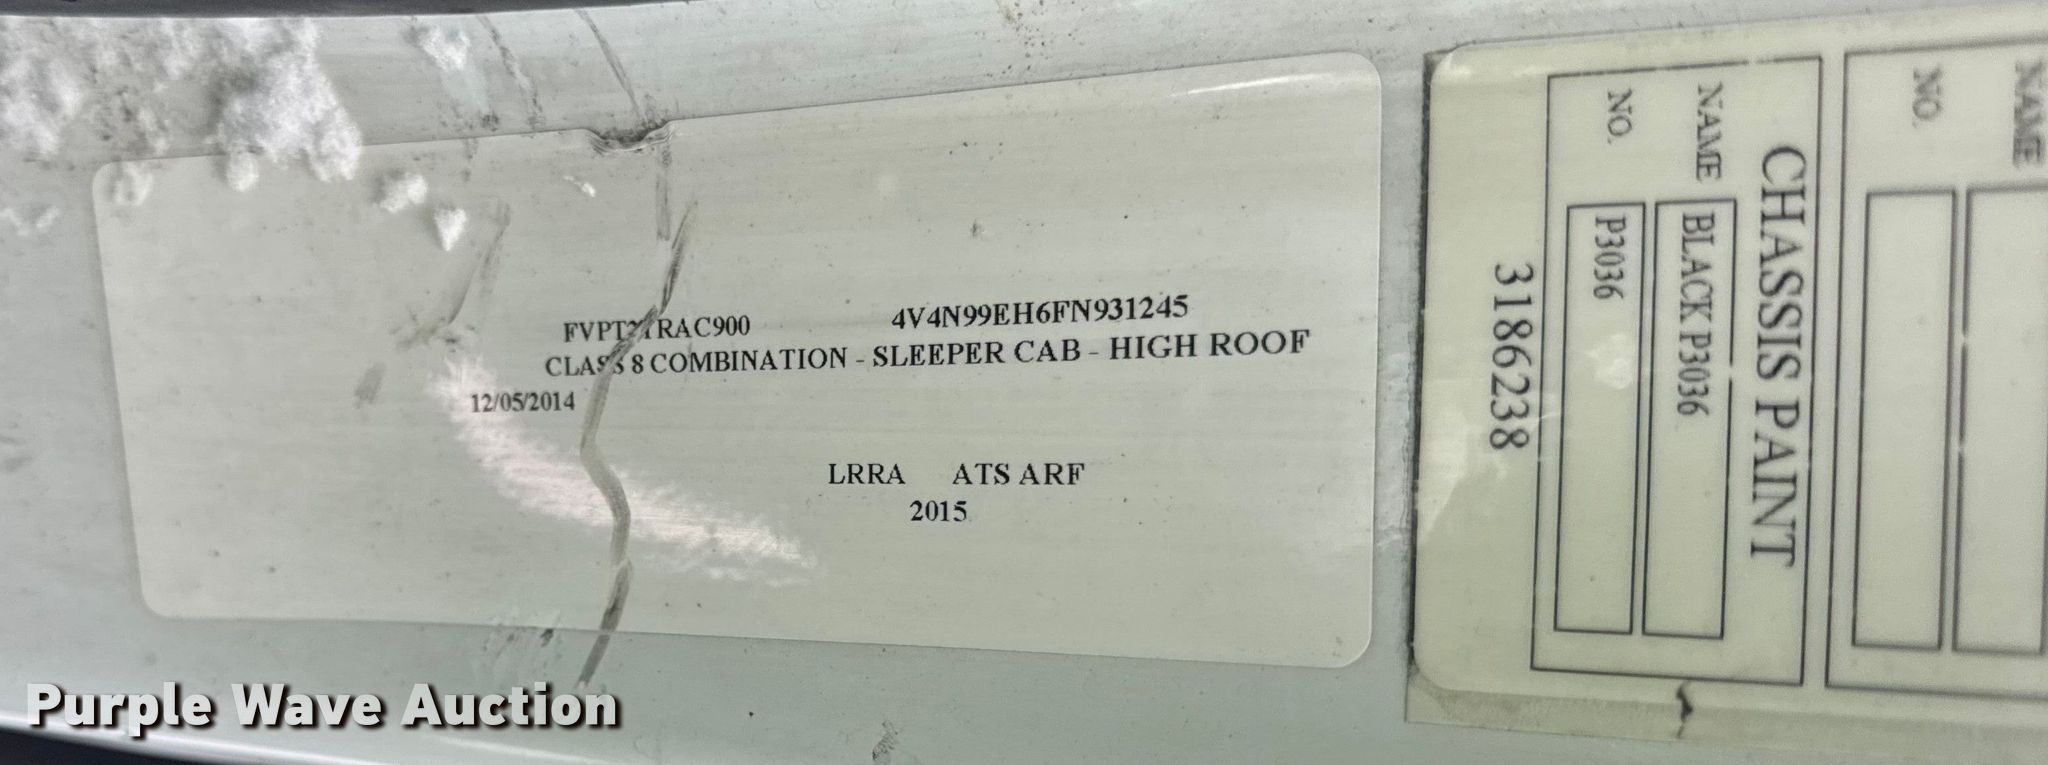 FVPT2TRAC900 4V4N99EH6FN931245
CLASS 8 COMBINATION - SLEEPER CAB - HIGH ROOF
12/05/2014
LRRA ATS ARF
2015
NAME
NO.
CHASSIS PAINT
NAME BLACK P3036
NO. P3036
3186238
Purple Wave Auction